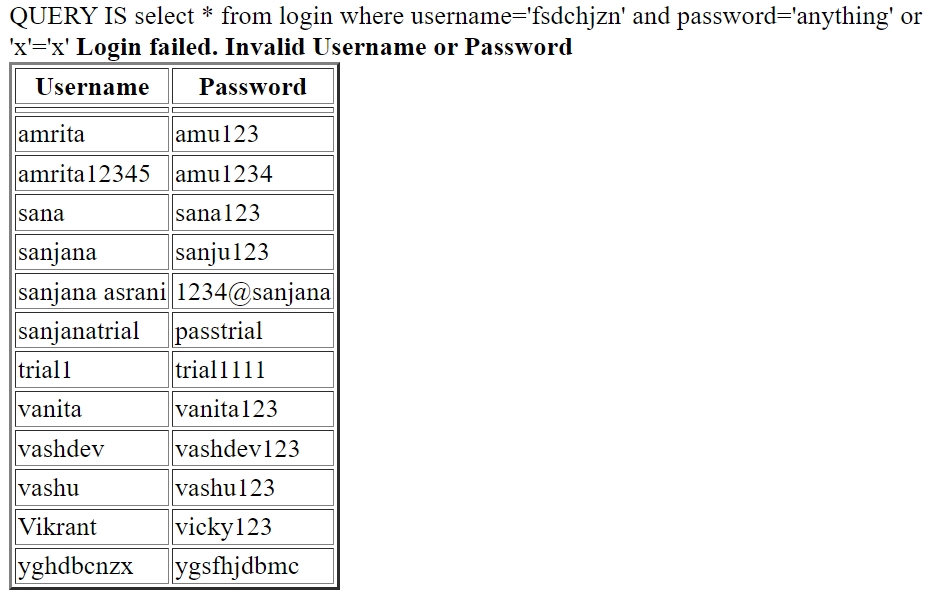 QUERY IS select * from login where username='fsdchjzn' and password='anything' or
'x'='x' Login failed. Invalid Username or Password
Username Password
amrita amu123
amrita12345 amu1234
sana sana123
sanjana sanju123
sanjana asrani 1234@sanjana
sanjanatrial passtrial
trial1 trial1111
vanita vanita123
vashdev vashdev123
vashu vashu123
Vikrant vicky123
yghdbcnzx ygsfhjdbmc